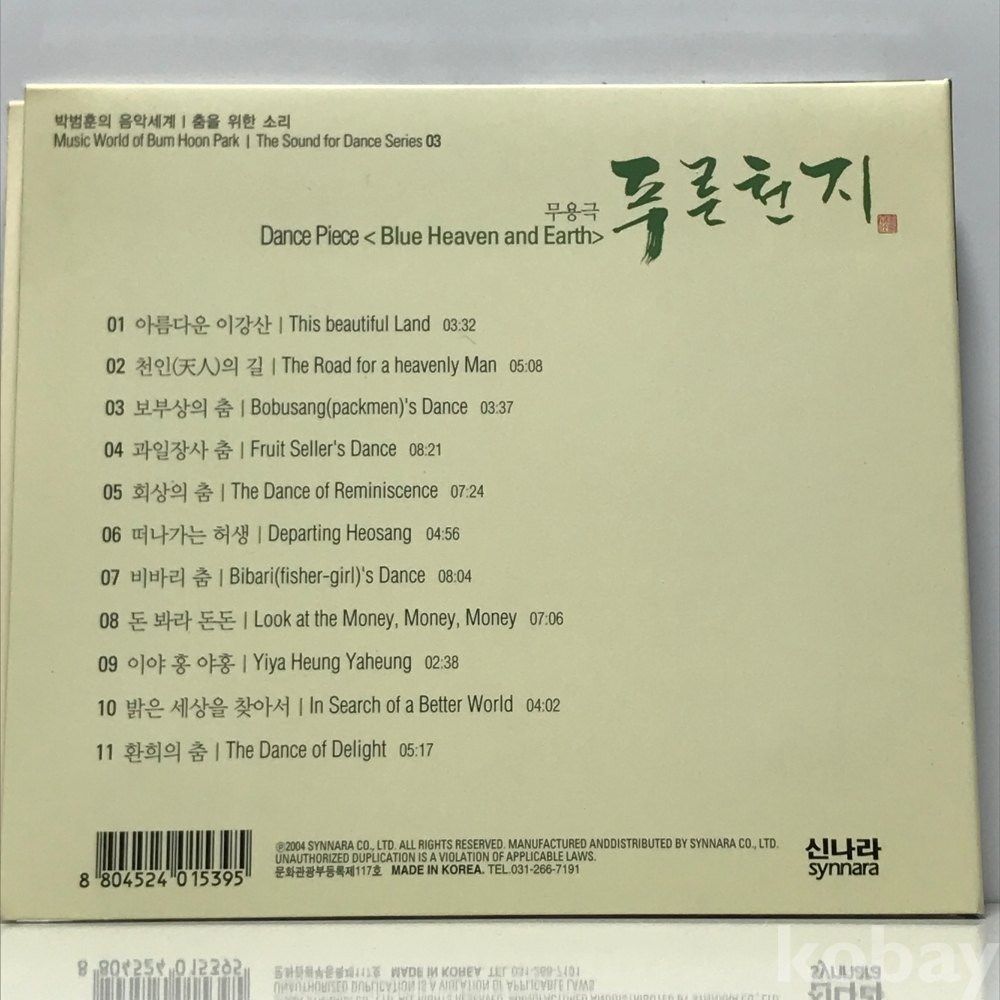 박범훈의 음악세계 | 춤을 위한 소리
Music World of Bum Hoon Park | The Sound for Dance Series 03
푸른천지
무용극
Dance Piece < Blue Heaven and Earth>
01 아름다운 이강산 | This beautiful Land 03:32
02 천인(天人)의 길 | The Road for a heavenly Man 05:08
03 보부상의 춤 | Bobusang(packmen)'s Dance 03:37
04 과일장사 춤 | Fruit Seller's Dance 08:21
05 회상의 춤 | The Dance of Reminiscence 07:24
06 떠나가는 허생 | Departing Heosang 04:56
07 비바리 춤 | Bibari(fisher-girl)'s Dance 08:04
08 돈 봐라 돈돈 | Look at the Money, Money, Money 07:06
09 이야 홍 야홍 | Yiya Heung Yaheung 02:38
10 밝은 세상을 찾아서 | In Search of a Better World 04:02
11 환희의 춤 | The Dance of Delight 05:17
8 804524 015395
℗2004 SYNNARA CO., LTD. ALL RIGHTS RESERVED. MANUFACTURED ANDDISTRIBUTED BY SYNNARA CO., LTD.
UNAUTHORIZED DUPLICATION IS A VIOLATION OF APPLICABLE LAWS.
문화관광부등록제117호 MADE IN KOREA. TEL.031-266-7191
신나라
synnara
kobay